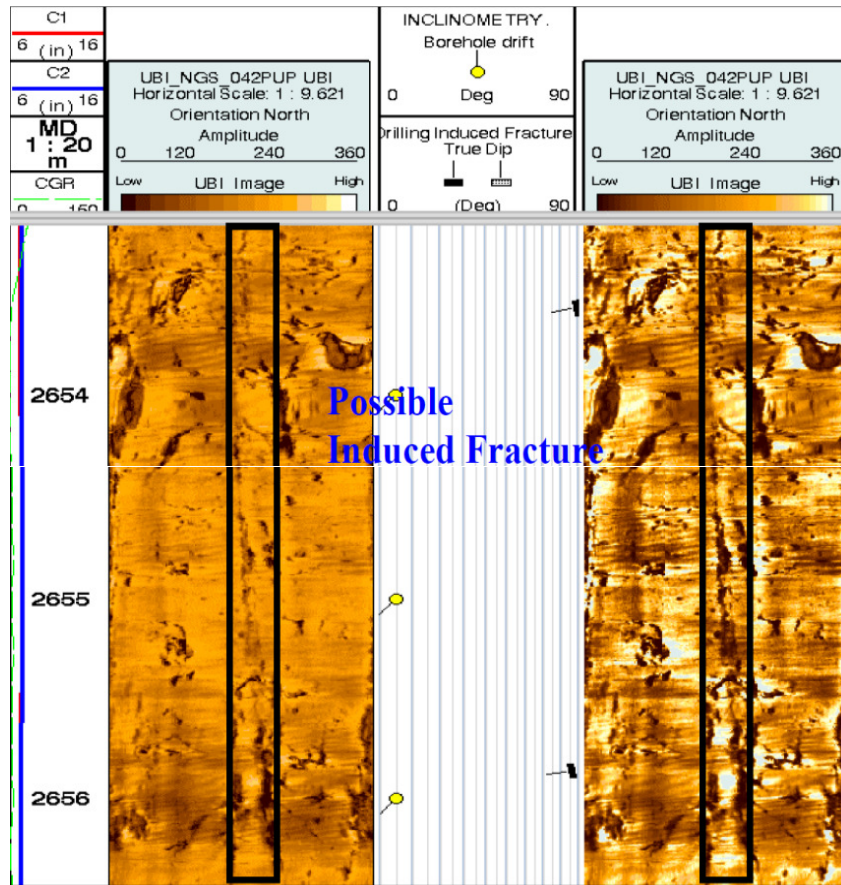 C1
6 (in) 16
C2
6 (in) 16
MD
1 : 20
m
CGR
0 150
UBI_NGS_042PUP UBI
Horizontal Scale: 1 : 9.621
Orientation North
Amplitude
0 120 240 360
Low UBI Image High
INCLINOMETRY.
Borehole drift
0 Deg 90
Drilling Induced Fracture
True Dip
0 (Deg) 90
UBI_NGS_042PUP UBI
Horizontal Scale: 1 : 9.621
Orientation North
Amplitude
0 120 240 360
Low UBI Image High
2654
Possible
Induced Fracture
2655
2656